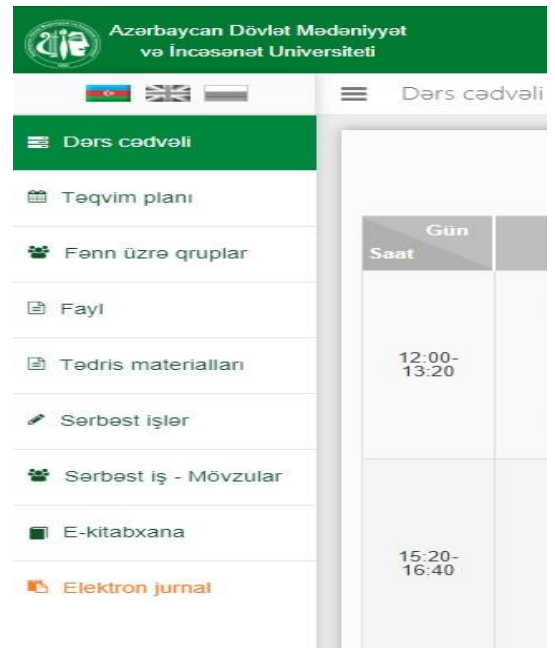 Azərbaycan Dövlət Mədəniyyət
və İncəsənət Universiteti
Dərs cədvəli
Dərs cədvəli
Təqvim planı
Fənn üzrə qruplar
Fayl
Tədris materialları
Sərbəst işlər
Sərbəst iş - Mövzular
E-kitabxana
Elektron jurnal
Gün
Saat
12:00-
13:20
15:20-
16:40